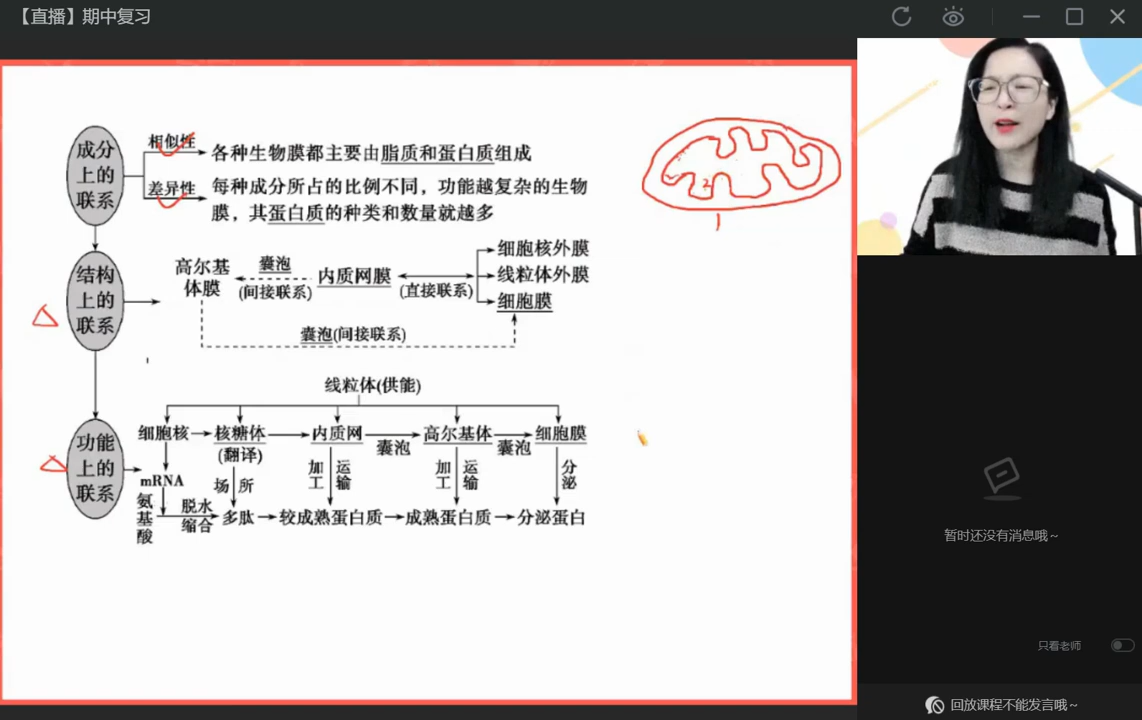 【直播】期中复习
成分
上的
联系
相似性
各种生物膜都主要由脂质和蛋白质组成
差异性
每种成分所占的比例不同，功能越复杂的生物
膜，其蛋白质的种类和数量就越多
1
2
结构
上的
联系
高尔基
体膜
囊泡
(间接联系)
内质网膜
(直接联系)
细胞核外膜
线粒体外膜
细胞膜
囊泡(间接联系)
功能
上的
联系
线粒体(供能)
细胞核
核糖体
(翻译)
内质网
囊泡
高尔基体
囊泡
细胞膜
mRNA
场所
加工
运输
加工
运输
分泌
氨基酸
脱水
缩合
多肽
较成熟蛋白质
成熟蛋白质
分泌蛋白
暂时还没有消息哦～
只看老师
回放课程不能发言哦～